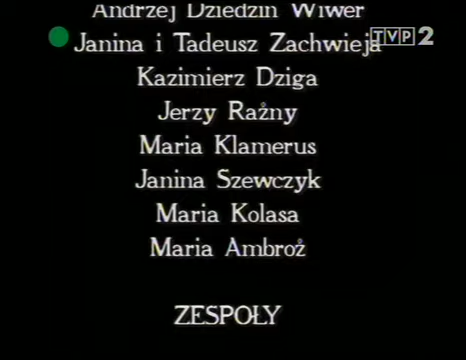 Andrzej Dziedzin Wiwer
Janina i Tadeusz Zachwieja
TVP 2
Kazimierz Dziga
Jerzy Raźny
Maria Klamerus
Janina Szewczyk
Maria Kolasa
Maria Ambroż
ZESPOŁY